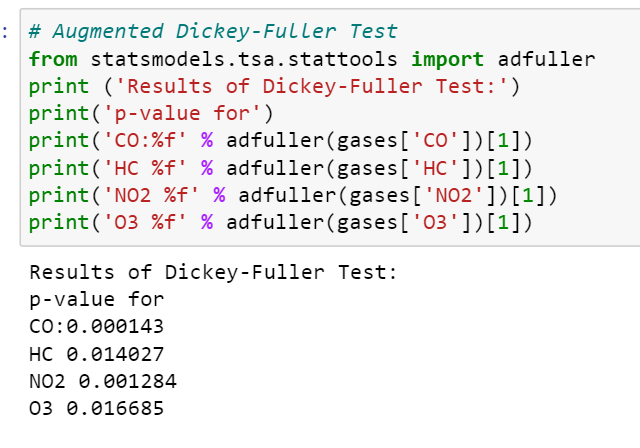 : # Augmented Dickey-Fuller Test
from statsmodels.tsa.stattools import adfuller
print ('Results of Dickey-Fuller Test:')
print('p-value for')
print('CO:%f' % adfuller(gases['CO'])[1])
print('HC %f' % adfuller(gases['HC'])[1])
print('NO2 %f' % adfuller(gases['NO2'])[1])
print('O3 %f' % adfuller(gases['O3'])[1])
Results of Dickey-Fuller Test:
p-value for
CO:0.000143
HC 0.014027
NO2 0.001284
O3 0.016685